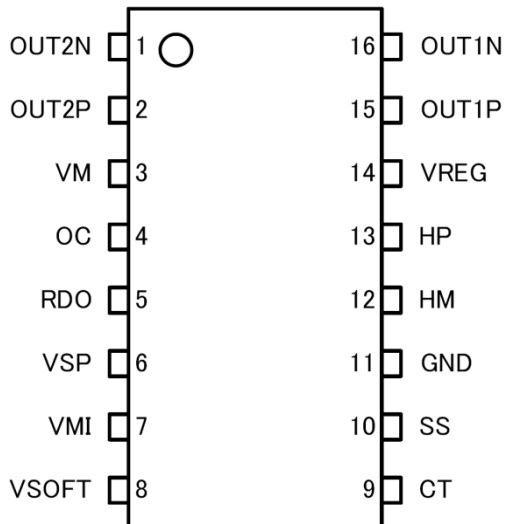 OUT2N 1 16 OUT1N
OUT2P 2 15 OUT1P
VM 3 14 VREG
OC 4 13 HP
RDO 5 12 HM
VSP 6 11 GND
VMI 7 10 SS
VSOFT 8 9 CT